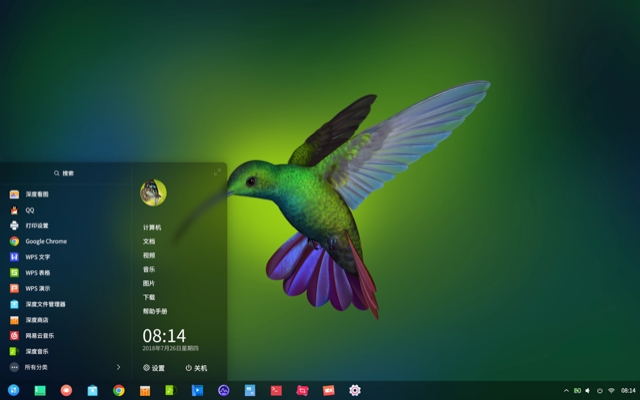 搜索
深度看图
QQ
打印设置
Google Chrome
WPS 文字
WPS 表格
WPS 演示
深度文件管理器
深度商店
网易云音乐
深度音乐
所有分类
计算机
文档
视频
音乐
图片
下载
帮助手册
08:14
2018年7月26日星期四
设置
关机
08:14